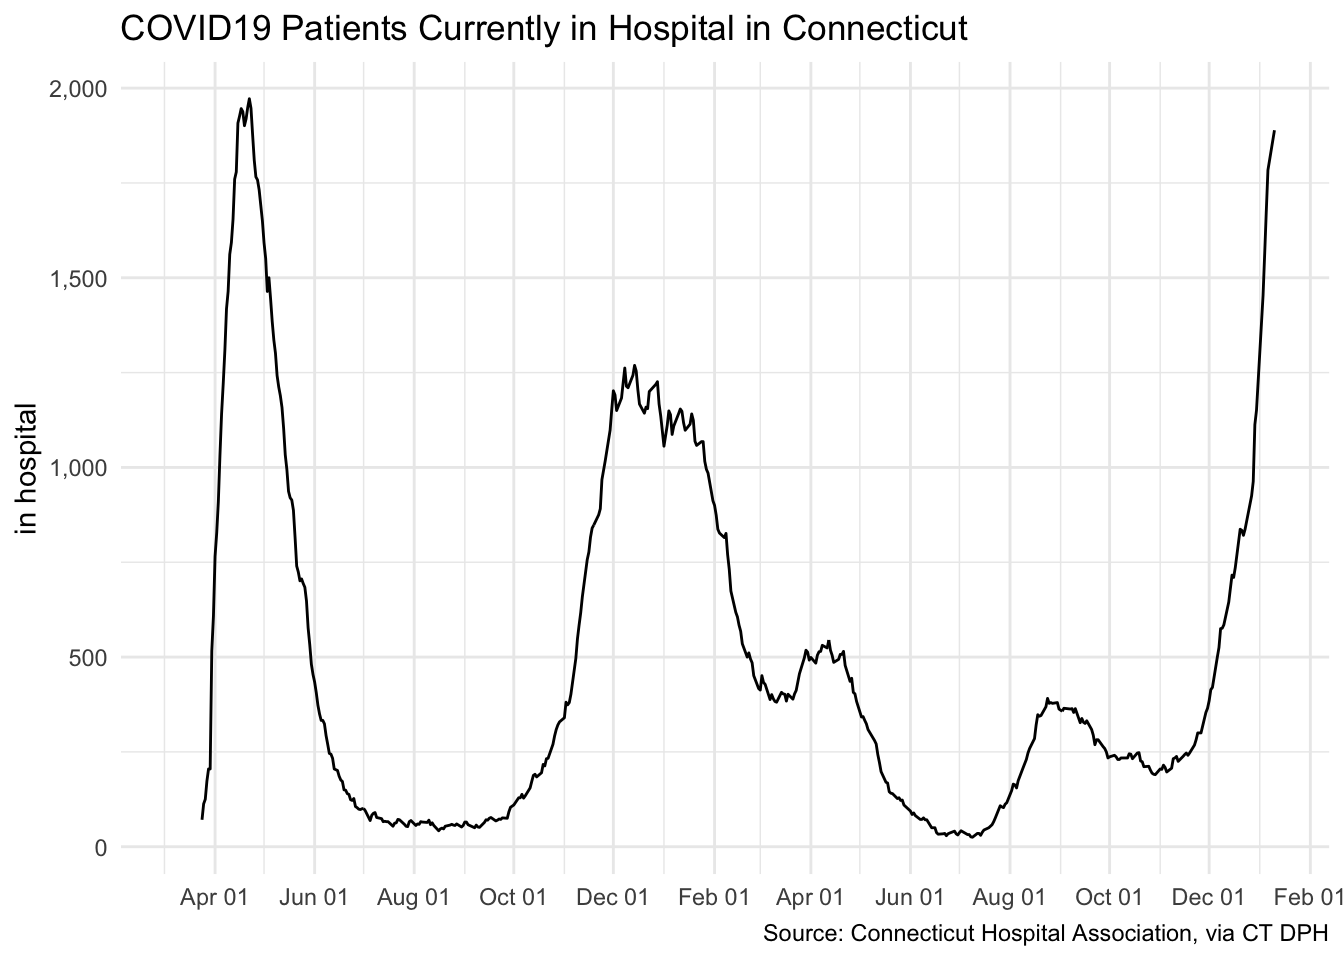 COVID19 Patients Currently in Hospital in Connecticut
2,000
1,500
1,000
500
0
in hospital
Apr 01 Jun 01 Aug 01 Oct 01 Dec 01 Feb 01 Apr 01 Jun 01 Aug 01 Oct 01 Dec 01 Feb 01
Source: Connecticut Hospital Association, via CT DPH